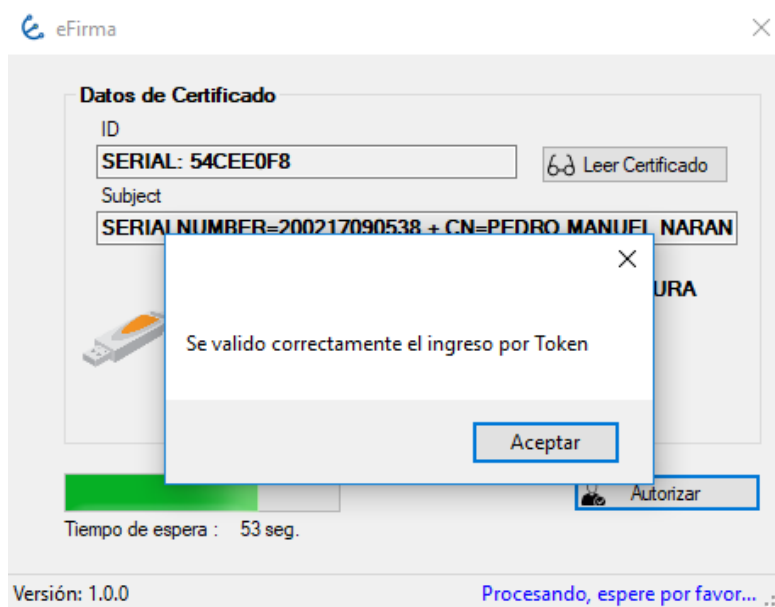 eFirma
Datos de Certificado
ID
SERIAL: 54CEE0F8
Leer Certificado
Subject
SERIALNUMBER=200217090538 + CN=PEDRO MANUEL NARAN
URA
Se valido correctamente el ingreso por Token
Aceptar
Autorizar
Tiempo de espera : 53 seg.
Versión: 1.0.0
Procesando, espere por favor...